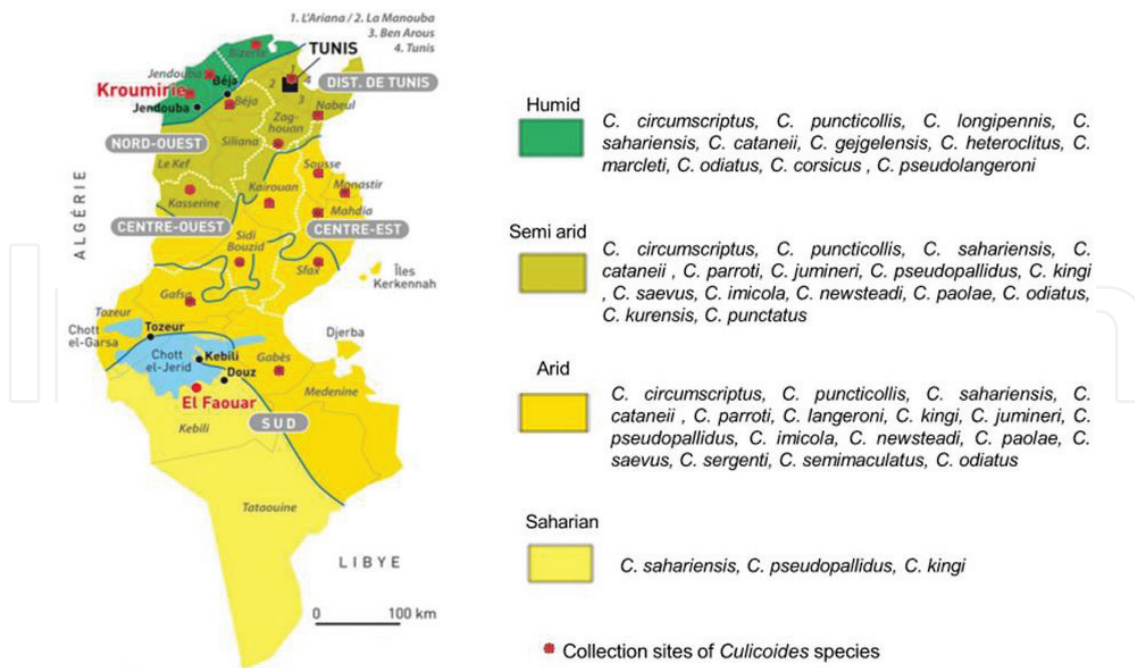 1. L'Ariana / 2. La Manouba
3. Ben Arous
4. Tunis
Bizerte
TUNIS
Jendouba
Béja
1
4
2
3
DIST. DE TUNIS
Kroumirie
Jendouba
Béja
Nabeul
Zag-
houan
NORD-OUEST
Siliana
Le Kef
Sousse
Kairouan
Monastir
Kasserine
Mahdia
ALGÉRIE
CENTRE-OUEST
CENTRE-EST
Sidi
Bouzid
Sfax
Îles
Kerkennah
Gafsa
Tozeur
Tozeur
Chott
el-Garsa
Djerba
Kebili
Chott
el-Jerid
Gabès
Douz
Medenine
El Faouar
SUD
Kebili
Tataouine
LIBYE
0 100 km
Humid
C. circumscriptus, C. puncticollis, C. longipennis, C.
sahariensis, C. cataneii, C. gejgelensis, C. heteroclitus, C.
marcleti, C. odiatus, C. corsicus , C. pseudolangeroni
Semi arid
C. circumscriptus, C. puncticollis, C. sahariensis, C.
cataneii , C. parroti, C. jumineri, C. pseudopallidus, C. kingi
, C. saevus, C. imicola, C. newsteadi, C. paolae, C. odiatus,
C. kurensis, C. punctatus
Arid
C. circumscriptus, C. puncticollis, C. sahariensis, C.
cataneii , C. parroti, C. langeroni, C. kingi, C. jumineri, C.
pseudopallidus, C. imicola, C. newsteadi, C. paolae, C.
saevus, C. sergenti, C. semimaculatus, C. odiatus
Saharian
C. sahariensis, C. pseudopallidus, C. kingi
Collection sites of Culicoides species